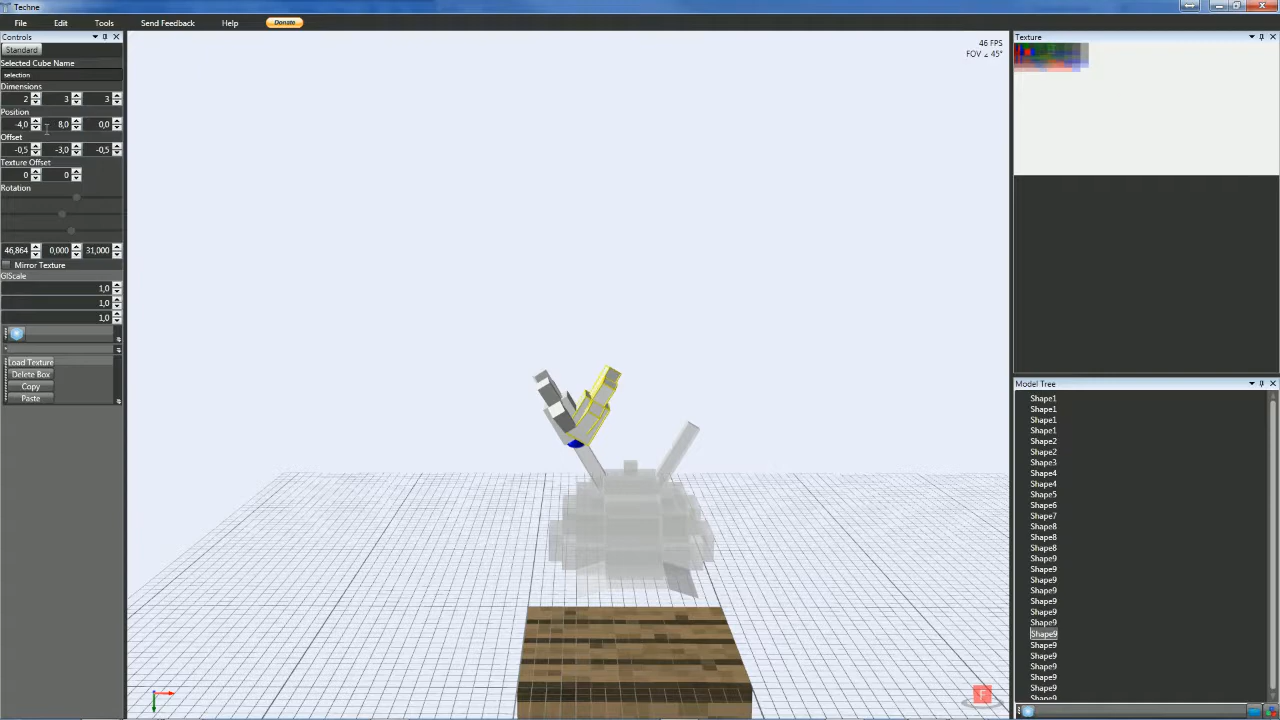 Techne
File Edit Tools Send Feedback Help Donate
Controls
Standard
Selected Cube Name
selection
Dimensions
2 3 3
Position
-4,0 8,0 0,0
Offset
-0,5 -3,0 -0,5
Texture Offset
0 0
Rotation
46,864 0,000 31,000
Mirror Texture
GlScale
1,0
1,0
1,0
Load Texture
Delete Box
Copy
Paste
46 FPS
FOV ∠ 45°
Texture
Model Tree
Shape1
Shape1
Shape1
Shape1
Shape2
Shape2
Shape3
Shape4
Shape4
Shape5
Shape6
Shape7
Shape8
Shape8
Shape8
Shape9
Shape9
Shape9
Shape9
Shape9
Shape9
Shape9
Shape9
Shape9
Shape9
Shape9
Shape9
Shape9
Shape9